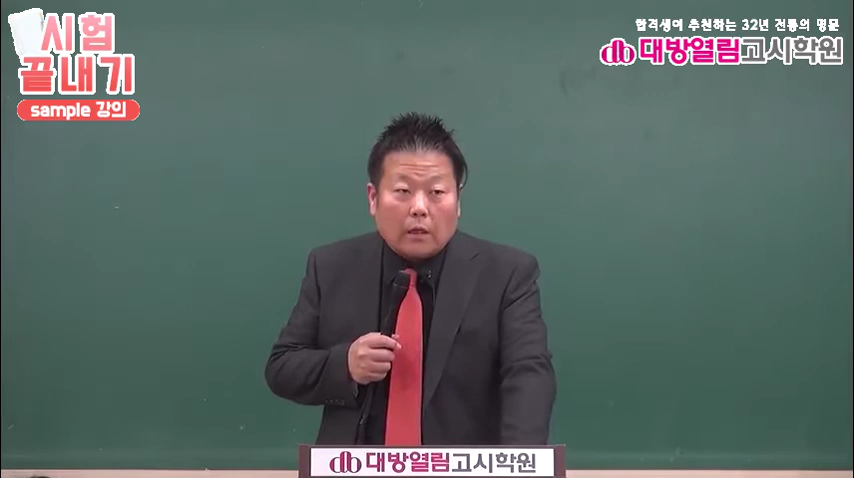 시험
끝내기
sample 강의
합격생이 추천하는 32년 전통의 명문
대방열림고시학원
대방열림고시학원